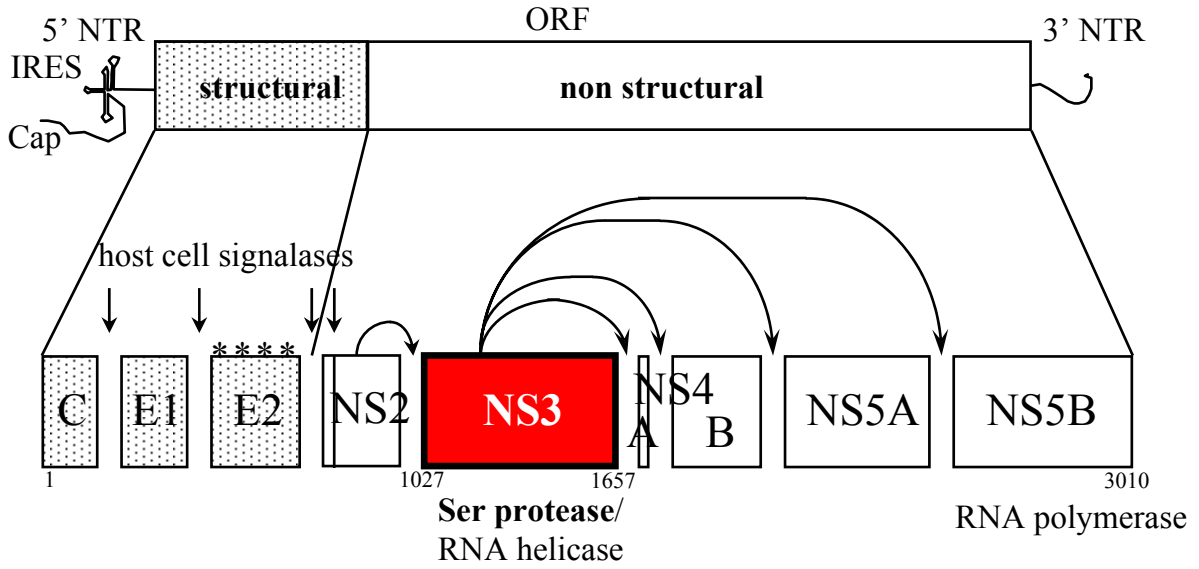 5’ NTR
ORF
3’ NTR
IRES
structural
non structural
Cap
host cell signalases
****
C
E1
E2
NS2
NS3
NS4
A
B
NS5A
NS5B
1
1027
1657
3010
Ser protease/
RNA helicase
RNA polymerase